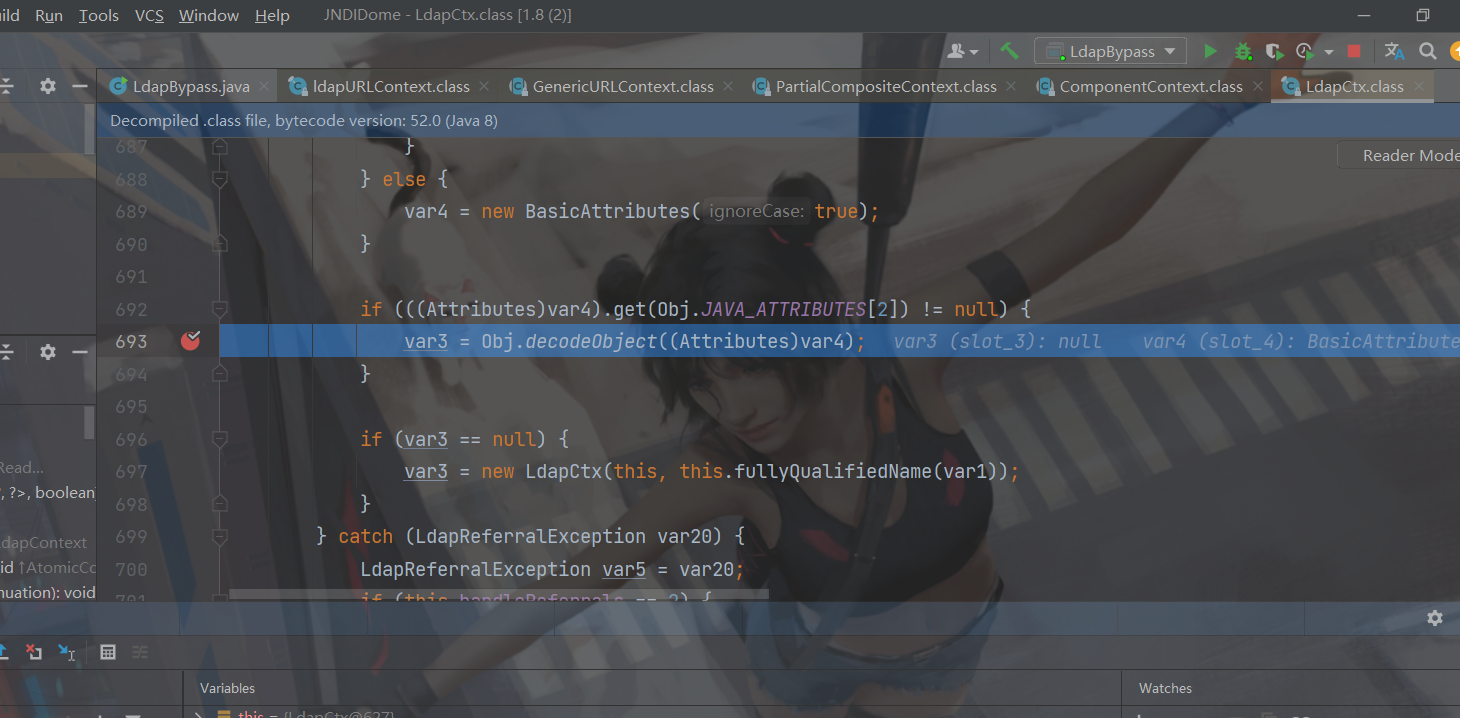 ild Run Tools VCS Window Help JNDIDome - LdapCtx.class [1.8 (2)]
LdapBypass
LdapBypass.java ldapURLContext.class GenericURLContext.class PartialCompositeContext.class ComponentContext.class LdapCtx.class
Decompiled .class file, bytecode version: 52.0 (Java 8)
Reader Mode
687 }
688 } else {
689 var4 = new BasicAttributes( ignoreCase: true);
690 }
691
692 if (((Attributes)var4).get(Obj.JAVA_ATTRIBUTES[2]) != null) {
693 var3 = Obj.decodeObject((Attributes)var4); var3 (slot_3): null var4 (slot_4): BasicAttribute
694 }
695
696 if (var3 == null) {
697 var3 = new LdapCtx(this, this.fullyQualifiedName(var1));
698 }
699 } catch (LdapReferralException var20) {
700 LdapReferralException var5 = var20;
701 if (this.handleReferrals == 2) {
Read...
, ?>, boolean)
dapContext
id ↑AtomicCo
nuation): void
Variables
Watches
this = {LdapCtx@627}